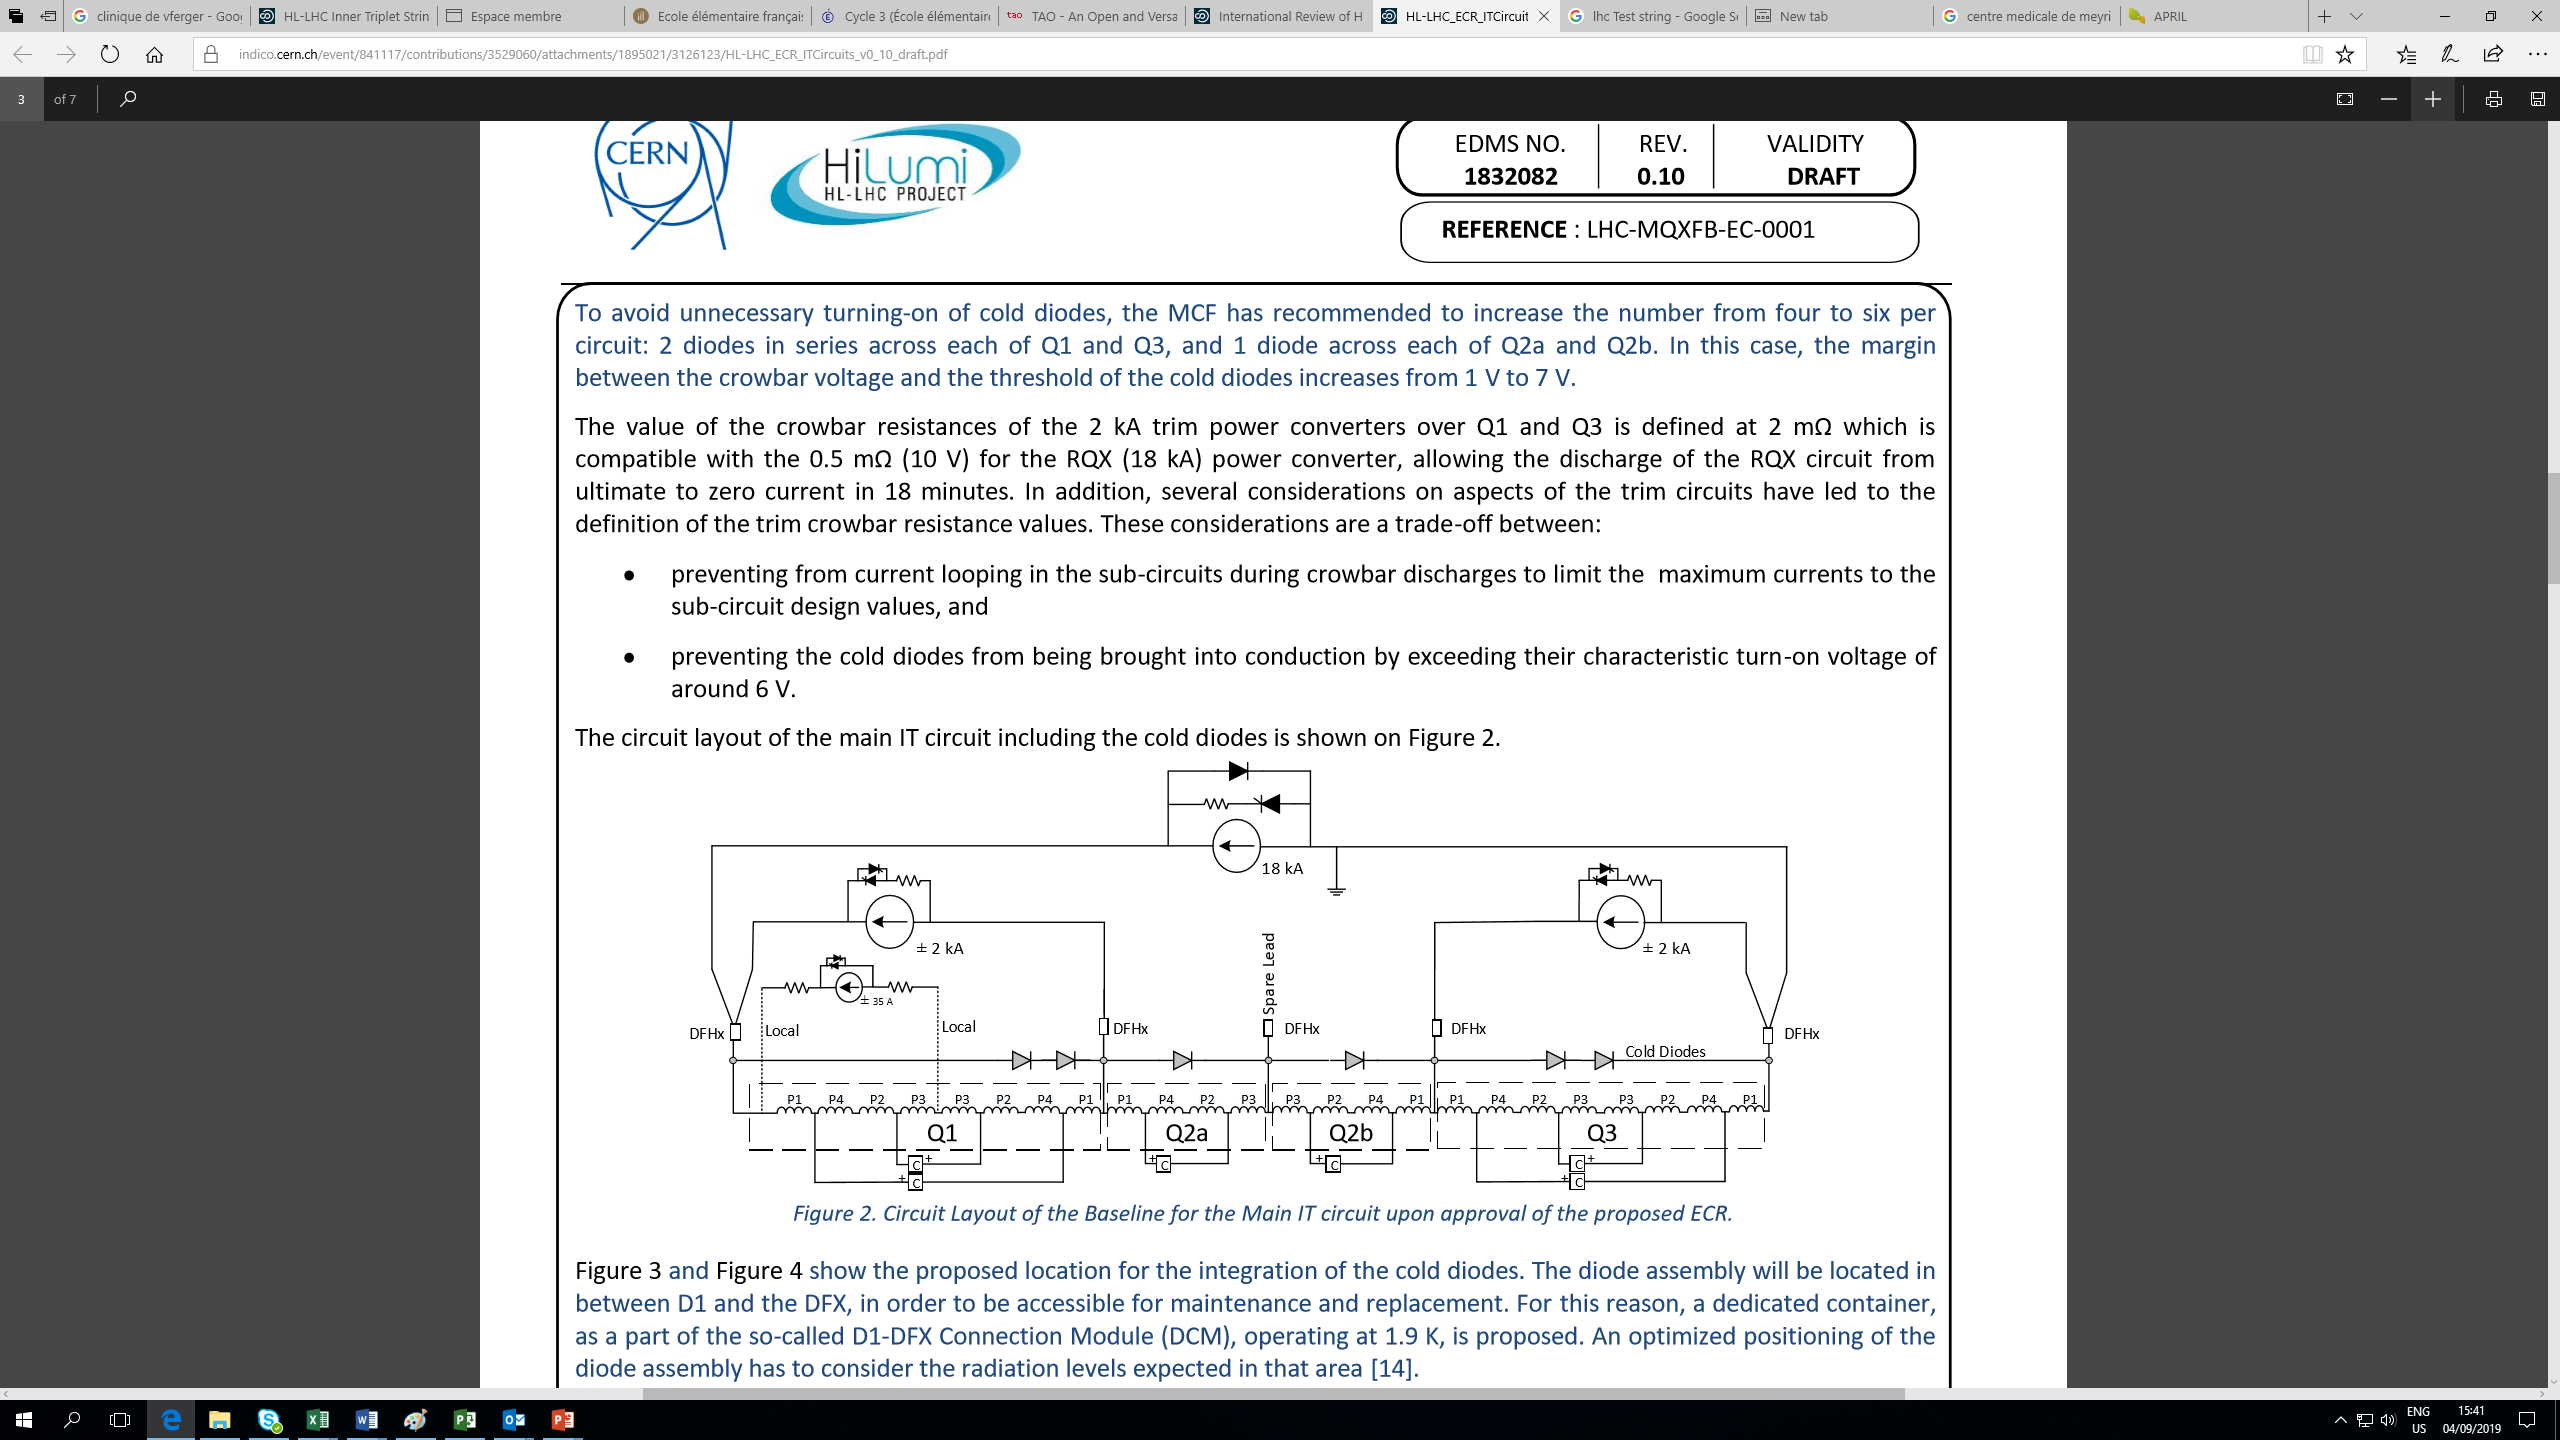 clinique de vferger - Goo
HL-LHC Inner Triplet Strin
Espace membre
Ecole élémentaire françai
Cycle 3 (École élémentaire
tao TAO - An Open and Versa
International Review of H
HL-LHC_ECR_ITCircuit
lhc Test string - Google Se
New tab
centre medicale de meyri
APRIL
indico.cern.ch/event/841117/contributions/3529060/attachments/1895021/3126123/HL-LHC_ECR_ITCircuits_v0_10_draft.pdf
3 of 7
CERN
HiLumi
HL-LHC PROJECT
EDMS NO. REV. VALIDITY
1832082 0.10 DRAFT
REFERENCE : LHC-MQXFB-EC-0001
To avoid unnecessary turning-on of cold diodes, the MCF has recommended to increase the number from four to six per
circuit: 2 diodes in series across each of Q1 and Q3, and 1 diode across each of Q2a and Q2b. In this case, the margin
between the crowbar voltage and the threshold of the cold diodes increases from 1 V to 7 V.
The value of the crowbar resistances of the 2 kA trim power converters over Q1 and Q3 is defined at 2 mΩ which is
compatible with the 0.5 mΩ (10 V) for the RQX (18 kA) power converter, allowing the discharge of the RQX circuit from
ultimate to zero current in 18 minutes. In addition, several considerations on aspects of the trim circuits have led to the
definition of the trim crowbar resistance values. These considerations are a trade-off between:
• preventing from current looping in the sub-circuits during crowbar discharges to limit the maximum currents to the
sub-circuit design values, and
• preventing the cold diodes from being brought into conduction by exceeding their characteristic turn-on voltage of
around 6 V.
The circuit layout of the main IT circuit including the cold diodes is shown on Figure 2.
18 kA
± 2 kA
± 2 kA
± 35 A
Spare Lead
DFHx Local Local DFHx DFHx DFHx DFHx
Cold Diodes
P1 P4 P2 P3 P3 P2 P4 P1 P1 P4 P2 P3 P3 P2 P4 P1 P1 P4 P2 P3 P3 P2 P4 P1
Q1 Q2a Q2b Q3
C + + C + C C +
+ C + C
Figure 2. Circuit Layout of the Baseline for the Main IT circuit upon approval of the proposed ECR.
Figure 3 and Figure 4 show the proposed location for the integration of the cold diodes. The diode assembly will be located in
between D1 and the DFX, in order to be accessible for maintenance and replacement. For this reason, a dedicated container,
as a part of the so-called D1-DFX Connection Module (DCM), operating at 1.9 K, is proposed. An optimized positioning of the
diode assembly has to consider the radiation levels expected in that area [14].
ENG
US
15:41
04/09/2019